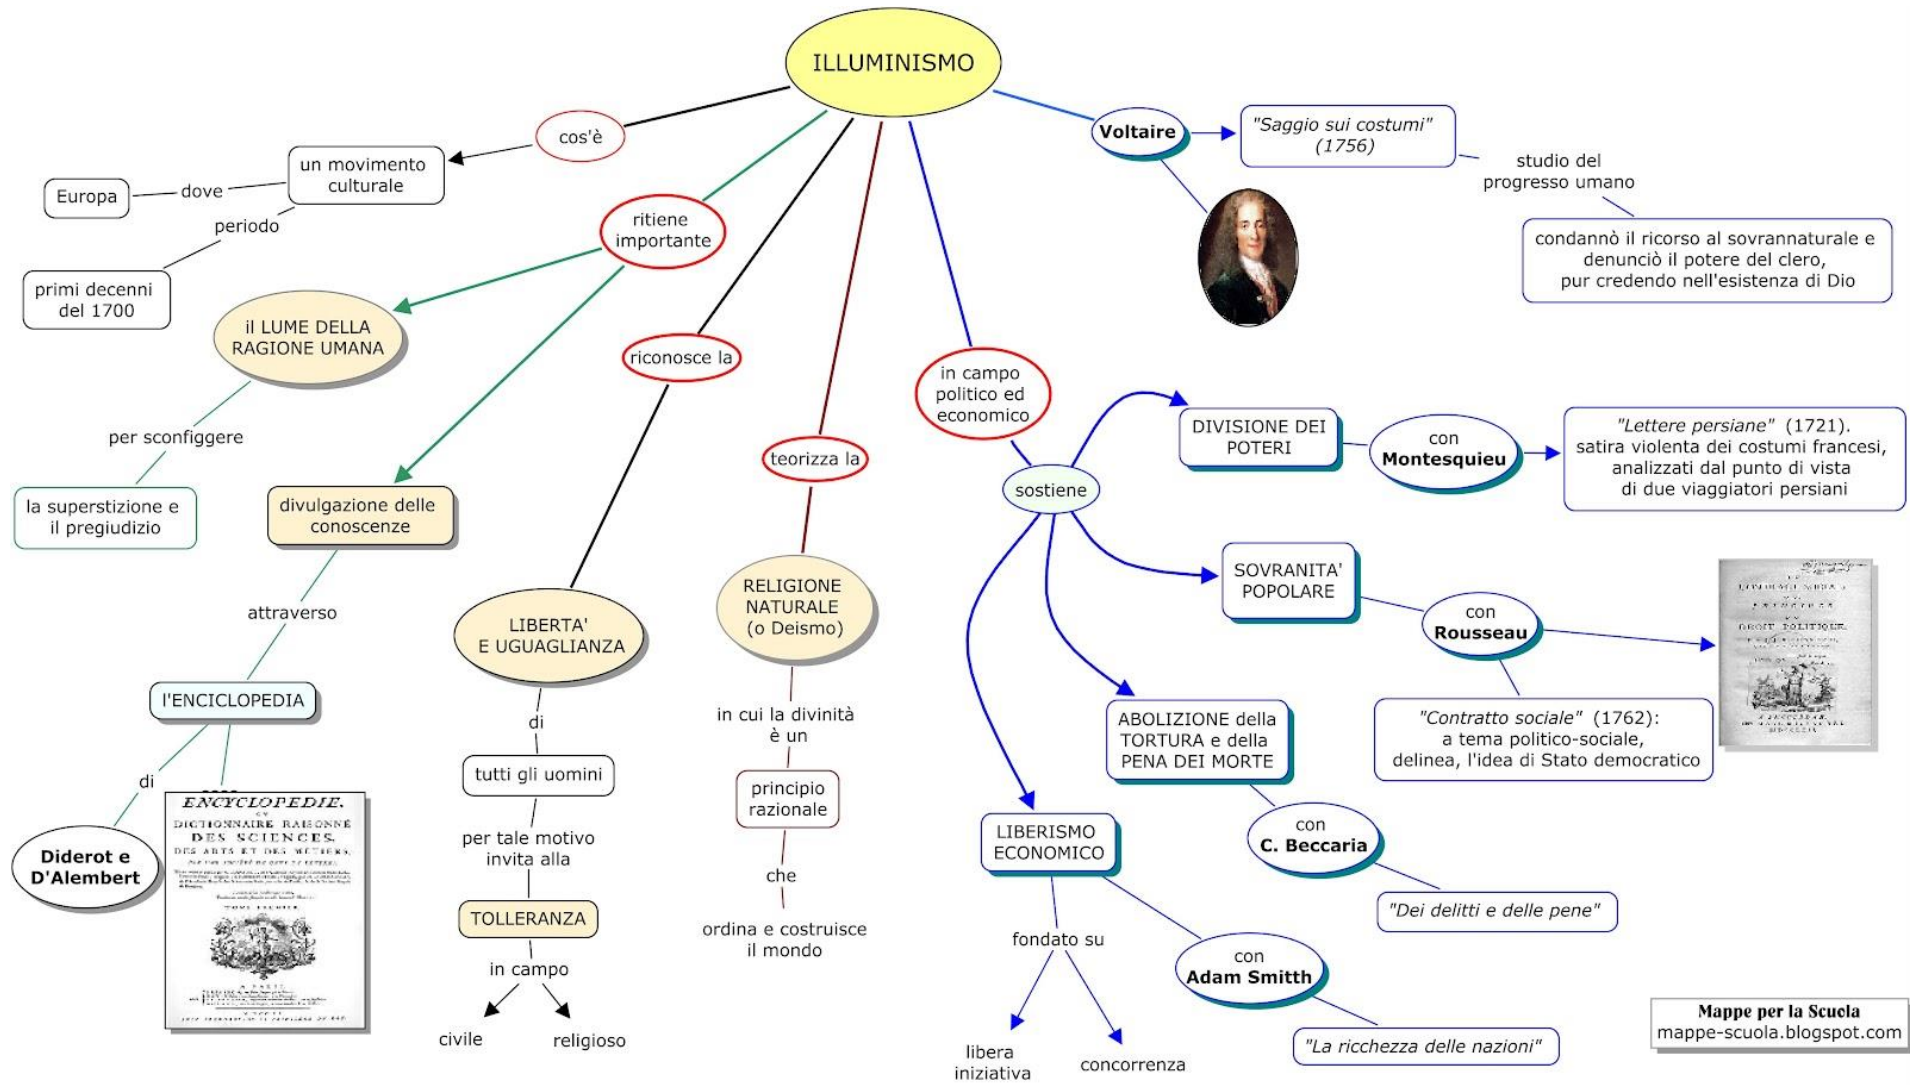 ILLUMINISMO
cos'è
un movimento
culturale
dove
Europa
periodo
primi decenni
del 1700
ritiene
importante
il LUME DELLA
RAGIONE UMANA
per sconfiggere
la superstizione e
il pregiudizio
divulgazione delle
conoscenze
attraverso
l'ENCICLOPEDIA
di
Diderot e
D'Alembert
ENCYCLOPEDIE,
OU
DICTIONNAIRE RAISONNÉ
DES SCIENCES,
DES ARTS ET DES MÉTIERS,
TOME PREMIER
A PARIS
riconosce la
LIBERTA'
E UGUAGLIANZA
di
tutti gli uomini
per tale motivo
invita alla
TOLLERANZA
in campo
civile
religioso
teorizza la
RELIGIONE
NATURALE
(o Deismo)
in cui la divinità
è un
principio
razionale
che
ordina e costruisce
il mondo
in campo
politico ed
economico
sostiene
DIVISIONE DEI
POTERI
con
Montesquieu
"Lettere persiane" (1721).
satira violenta dei costumi francesi,
analizzati dal punto di vista
di due viaggiatori persiani
SOVRANITA'
POPOLARE
con
Rousseau
"Contratto sociale" (1762):
a tema politico-sociale,
delinea, l'idea di Stato democratico
PRINCIPES
DU
DROIT POLITIQUE.
ABOLIZIONE della
TORTURA e della
PENA DEI MORTE
con
C. Beccaria
"Dei delitti e delle pene"
LIBERISMO
ECONOMICO
fondato su
libera
iniziativa
concorrenza
con
Adam Smitth
"La ricchezza delle nazioni"
Voltaire
"Saggio sui costumi"
(1756)
studio del
progresso umano
condannò il ricorso al sovrannaturale e
denunciò il potere del clero,
pur credendo nell'esistenza di Dio
Mappe per la Scuola
mappe-scuola.blogspot.com